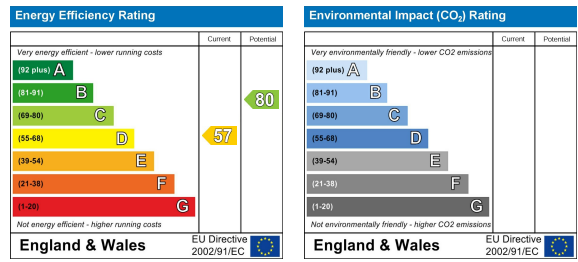 Energy Efficiency Rating
Current Potential
Very energy efficient - lower running costs
(92 plus) A
(81-91) B
(69-80) C
(55-68) D
(39-54) E
(21-38) F
(1-20) G
57
80
Not energy efficient - higher running costs
England & Wales
EU Directive
2002/91/EC
Environmental Impact (CO₂) Rating
Current Potential
Very environmentally friendly - lower CO2 emissions
(92 plus) A
(81-91) B
(69-80) C
(55-68) D
(39-54) E
(21-38) F
(1-20) G
Not environmentally friendly - higher CO2 emissions
England & Wales
EU Directive
2002/91/EC